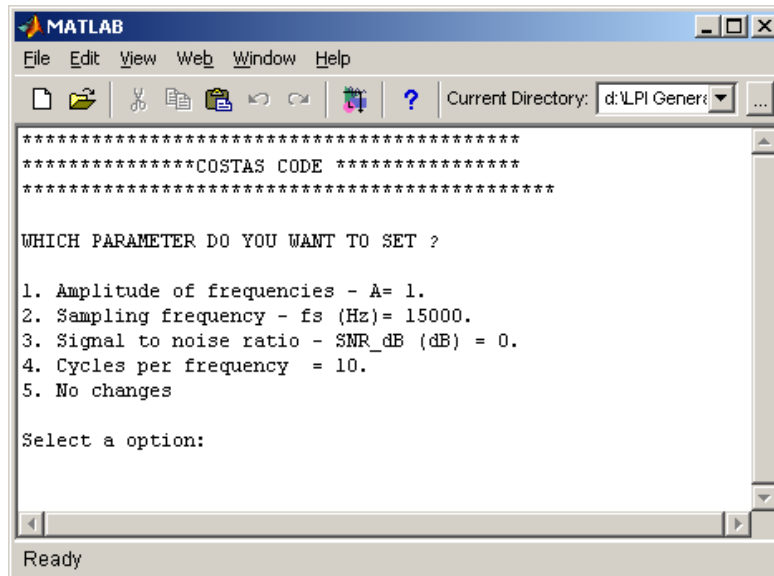 MATLAB
File Edit View Web Window Help
Current Directory: d:\LPI Genera ...
*******************************************
***************COSTAS CODE ****************
**********************************************
WHICH PARAMETER DO YOU WANT TO SET ?
1. Amplitude of frequencies - A= 1.
2. Sampling frequency - fs (Hz)= 15000.
3. Signal to noise ratio - SNR_dB (dB) = 0.
4. Cycles per frequency  = 10.
5. No changes
Select a option:
Ready